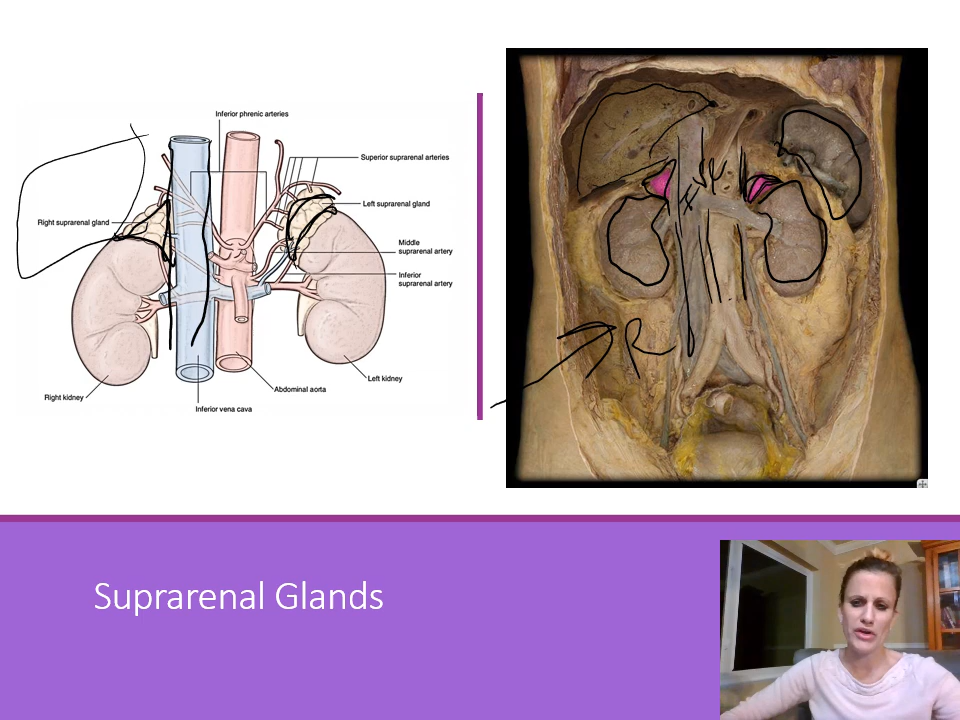 Inferior phrenic arteries
Superior suprarenal arteries
Right suprarenal gland
Left suprarenal gland
Middle
suprarenal artery
Inferior
suprarenal artery
Left kidney
Abdominal aorta
Right kidney
Inferior vena cava
R
Suprarenal Glands